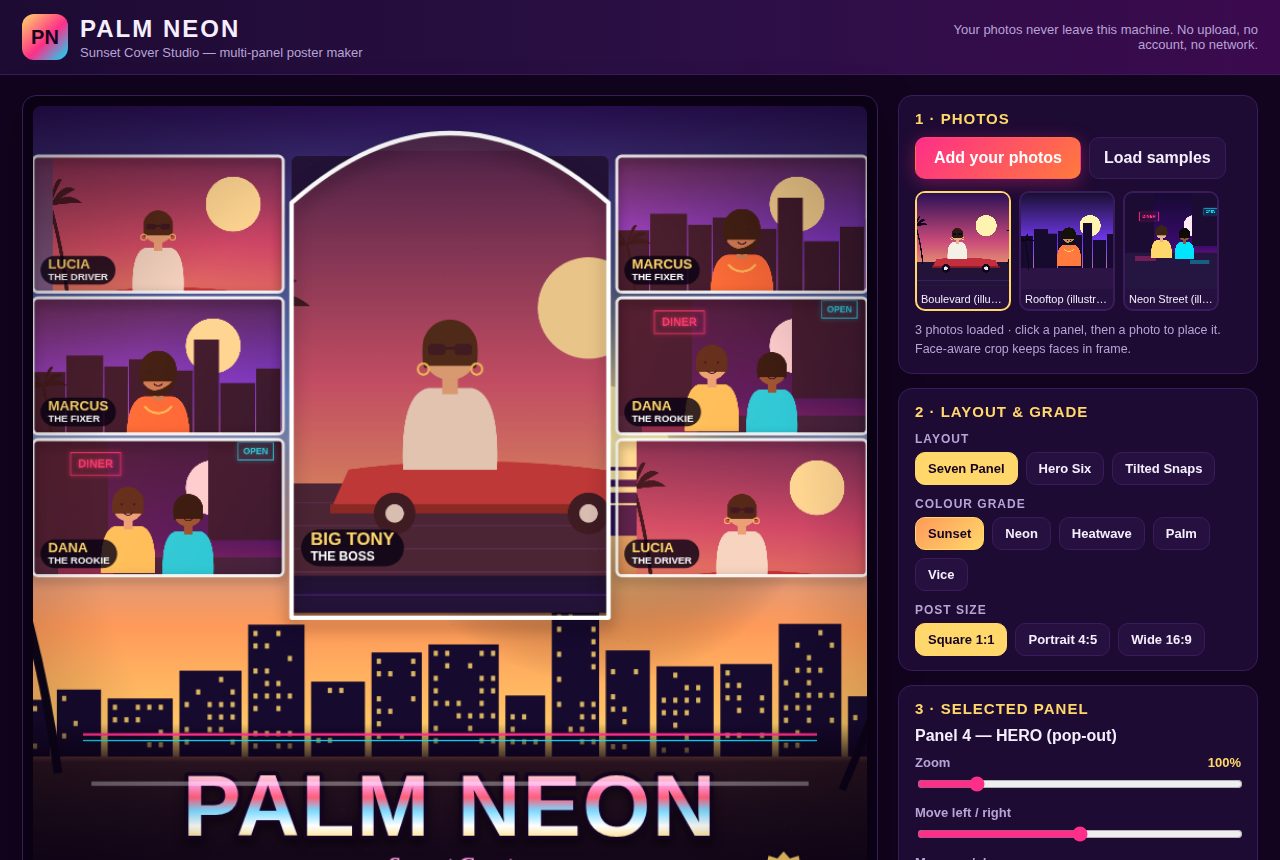 PN
PALM NEON
Sunset Cover Studio — multi-panel poster maker
Your photos never leave this machine. No upload, no
account, no network.
LUCIA
THE DRIVER
MARCUS
THE FIXER
DINER
OPEN
DANA
THE ROOKIE
BIG TONY
THE BOSS
MARCUS
THE FIXER
DINER
OPEN
DANA
THE ROOKIE
LUCIA
THE DRIVER
PALM NEON
1 · PHOTOS
Add your photos
Load samples
DINER
OPEN
Boulevard (illu…
Rooftop (illustr…
Neon Street (ill…
3 photos loaded · click a panel, then a photo to place it.
Face-aware crop keeps faces in frame.
2 · LAYOUT & GRADE
LAYOUT
Seven Panel
Hero Six
Tilted Snaps
COLOUR GRADE
Sunset
Neon
Heatwave
Palm
Vice
POST SIZE
Square 1:1
Portrait 4:5
Wide 16:9
3 · SELECTED PANEL
Panel 4 — HERO (pop-out)
Zoom 100%
Move left / right